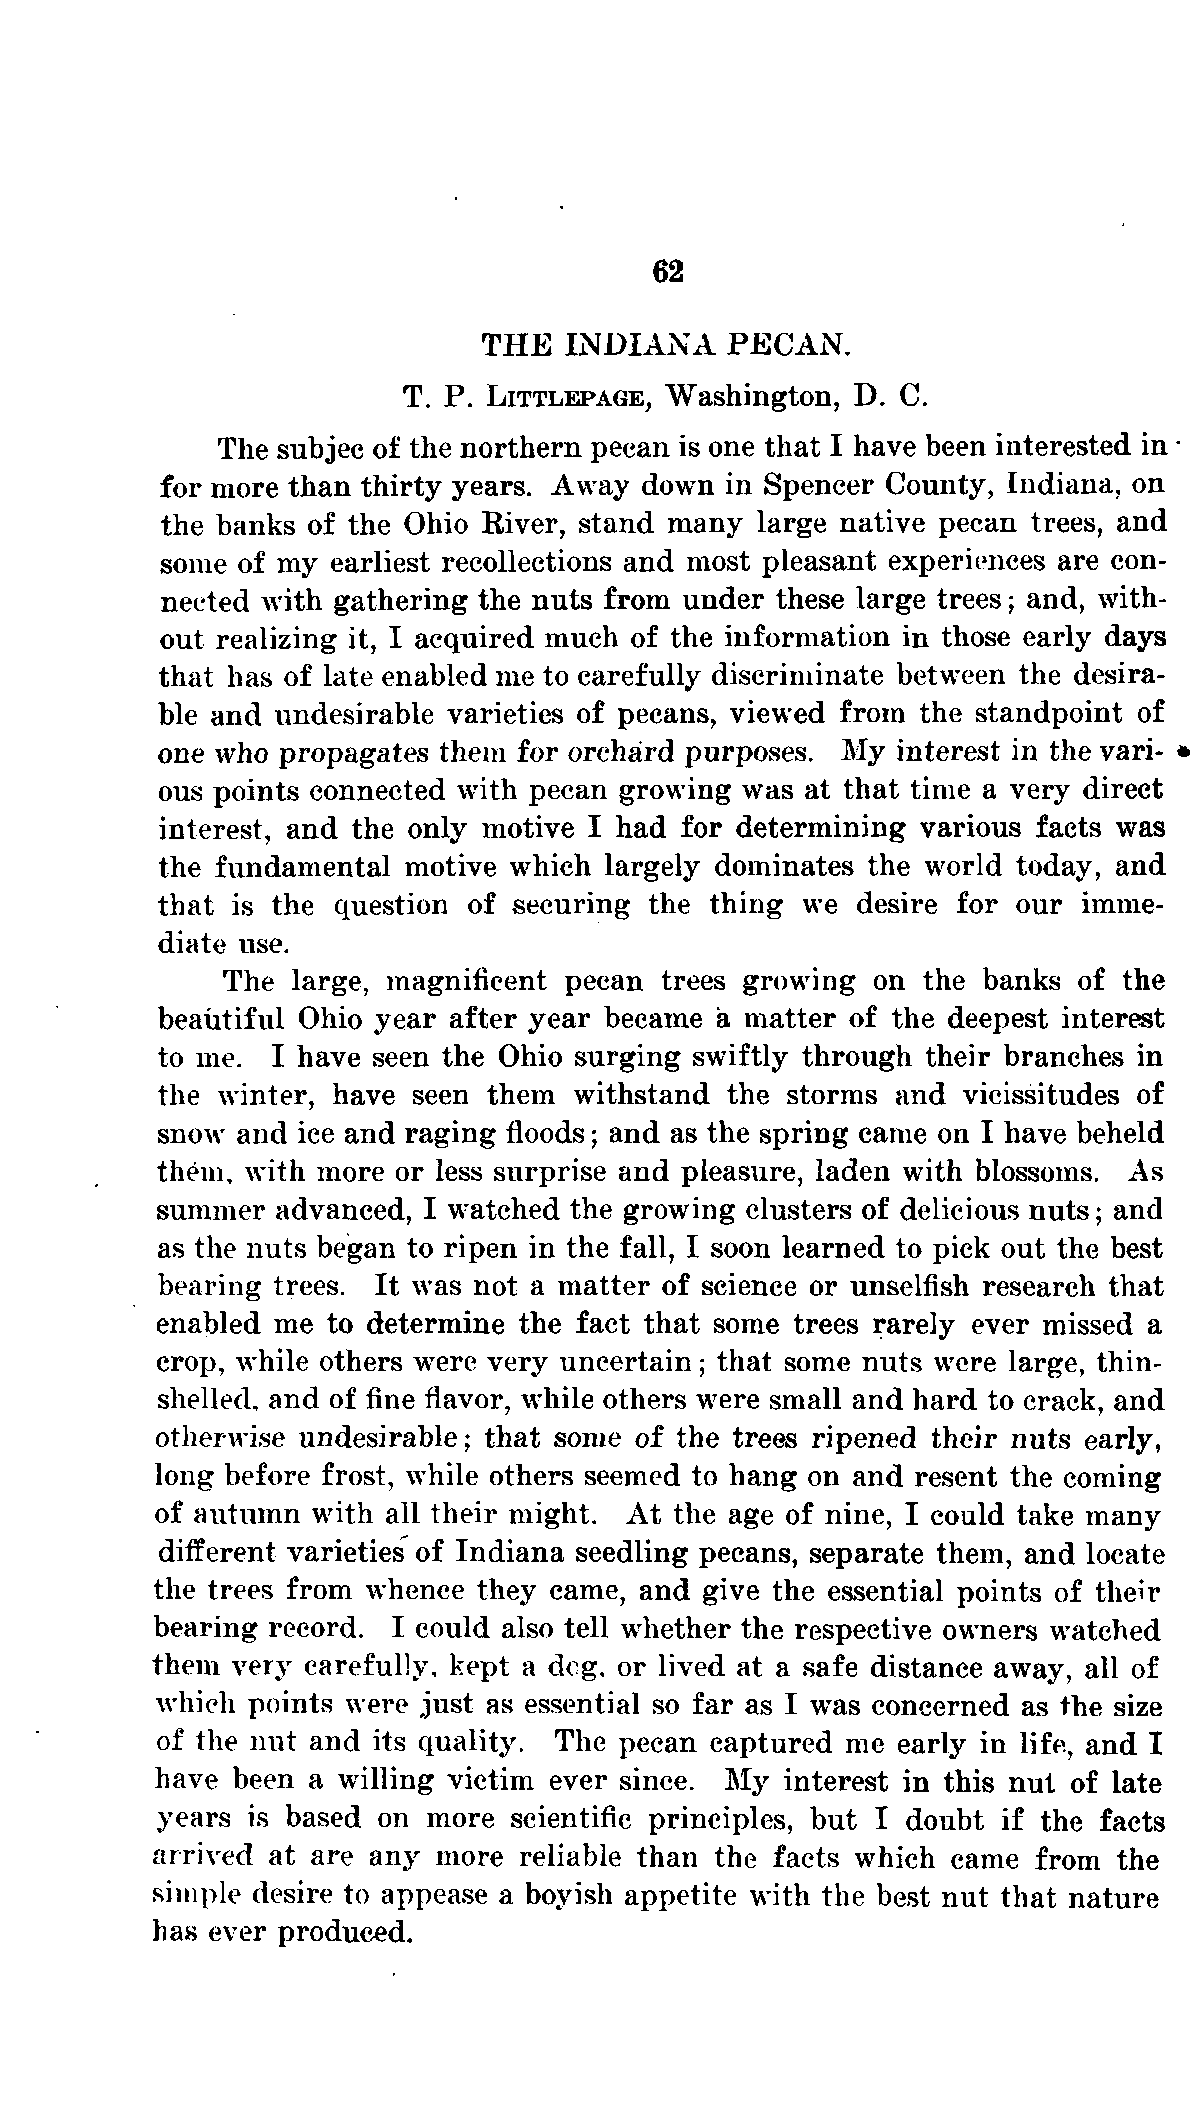 62
THE INDIANA PECAN.
T. P. LITTLEPAGE, Washington, D. C.
The subjec of the northern pecan is one that I have been interested in
for more than thirty years. Away down in Spencer County, Indiana, on
the banks of the Ohio River, stand many large native pecan trees, and
some of my earliest recollections and most pleasant experiences are con-
nected with gathering the nuts from under these large trees; and, with-
out realizing it, I acquired much of the information in those early days
that has of late enabled me to carefully discriminate between the desira-
ble and undesirable varieties of pecans, viewed from the standpoint of
one who propagates them for orchard purposes. My interest in the vari-
ous points connected with pecan growing was at that time a very direct
interest, and the only motive I had for determining various facts was
the fundamental motive which largely dominates the world today, and
that is the question of securing the thing we desire for our imme-
diate use.
The large, magnificent pecan trees growing on the banks of the
beautiful Ohio year after year became a matter of the deepest interest
to me. I have seen the Ohio surging swiftly through their branches in
the winter, have seen them withstand the storms and vicissitudes of
snow and ice and raging floods; and as the spring came on I have beheld
them, with more or less surprise and pleasure, laden with blossoms. As
summer advanced, I watched the growing clusters of delicious nuts; and
as the nuts began to ripen in the fall, I soon learned to pick out the best
bearing trees. It was not a matter of science or unselfish research that
enabled me to determine the fact that some trees rarely ever missed a
crop, while others were very uncertain; that some nuts were large, thin-
shelled, and of fine flavor, while others were small and hard to crack, and
otherwise undesirable; that some of the trees ripened their nuts early,
long before frost, while others seemed to hang on and resent the coming
of autumn with all their might. At the age of nine, I could take many
different varieties of Indiana seedling pecans, separate them, and locate
the trees from whence they came, and give the essential points of their
bearing record. I could also tell whether the respective owners watched
them very carefully, kept a dog, or lived at a safe distance away, all of
which points were just as essential so far as I was concerned as the size
of the nut and its quality. The pecan captured me early in life, and I
have been a willing victim ever since. My interest in this nut of late
years is based on more scientific principles, but I doubt if the facts
arrived at are any more reliable than the facts which came from the
simple desire to appease a boyish appetite with the best nut that nature
has ever produced.